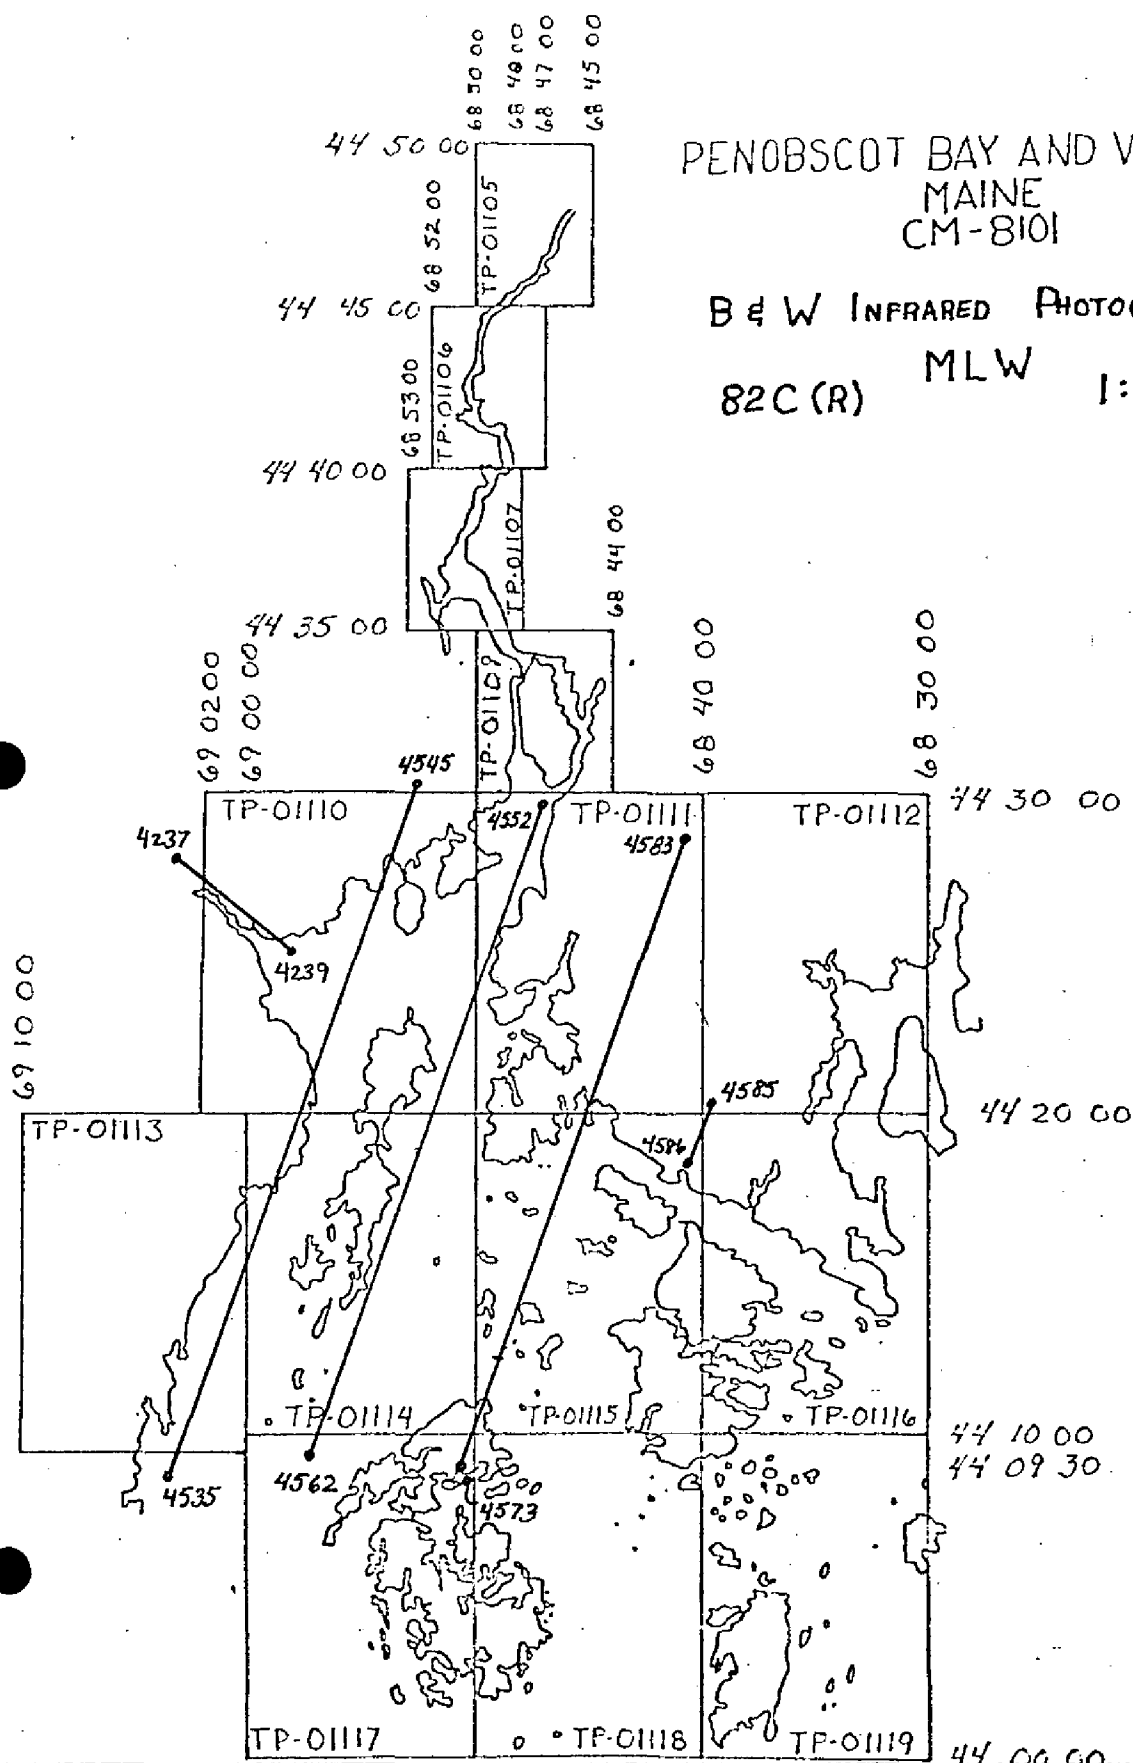 68 50 00
68 48 00
68 47 00
68 45 00
44 50 00
PENOBSCOT BAY AND V
MAINE
CM-8101
68 52 00
TP-01105
44 45 00
B & W INFRARED PHOTO
MLW
82C (R)
1:
68 53 00
TP-01106
44 40 00
TP-01107
68 44 00
44 35 00
69 02 00
69 00 00
TP-01109
68 40 00
68 30 00
4545
TP-01110
4552
TP-01111
TP-01112
44 30 00
4237
4583
4239
69 10 00
4585
44 20 00
TP-01113
4586
TP-01114
TP-01115
TP-01116
44 10 00
44 09 30
4535
4562
4573
TP-01117
TP-01118
TP-01119
44 00 00